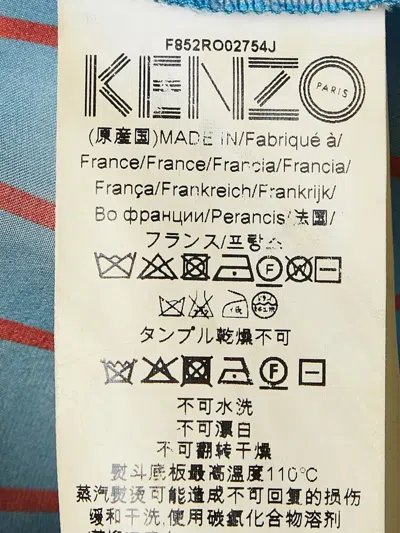 F852RO02754J
KENZO PARIS
(原産国)MADE IN/Fabriqué à/
France/France/Francia/Francia/
França/Frankreich/Frankrijk/
Во франции/Perancis/法國/
フランス/프랑스
タンブル乾燥不可
不可水洗
不可漂白
不可翻转干燥
熨斗底板最高溫度110℃
蒸汽熨烫可能造成不可回复的损伤
缓和干洗,使用碳氫化合物溶剂